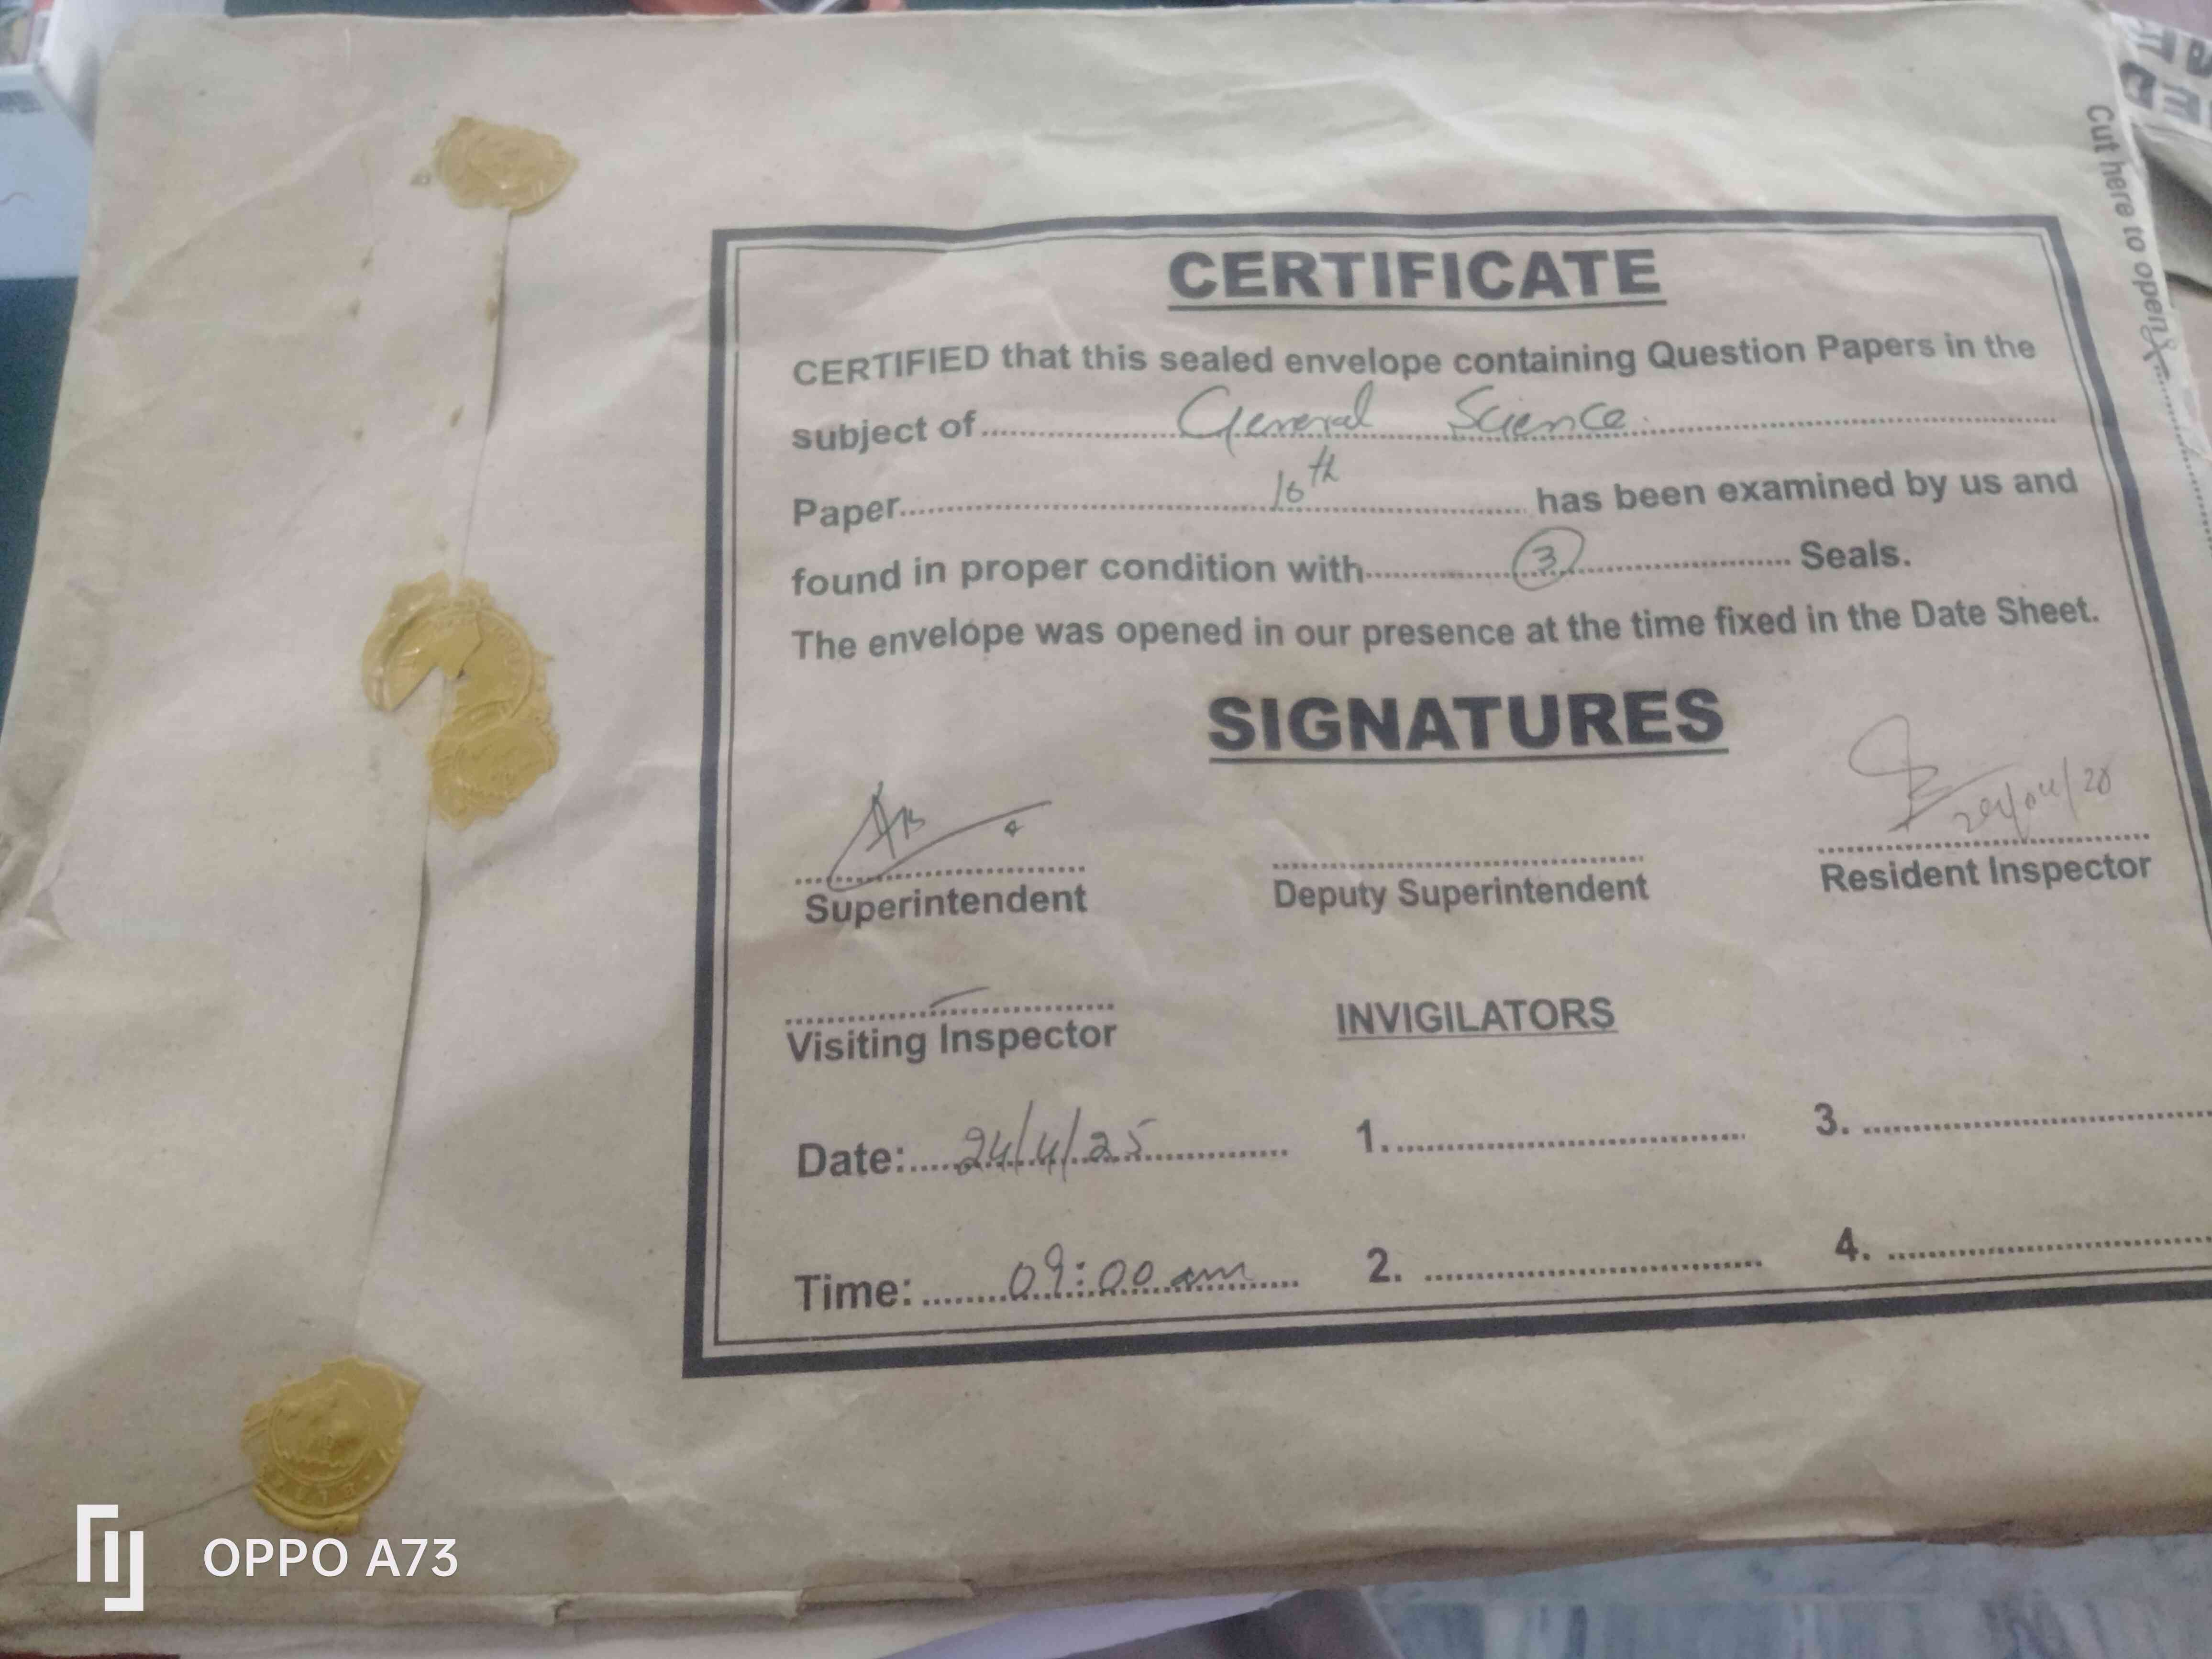 Cut here to open
CERTIFICATE
CERTIFIED that this sealed envelope containing Question Papers in the
subject of General Science
Paper 10th has been examined by us and
found in proper condition with 3 Seals.
The envelope was opened in our presence at the time fixed in the Date Sheet.
SIGNATURES
Superintendent Deputy Superintendent Resident Inspector
Visiting Inspector INVIGILATORS
Date: 24/4/25 1. 3.
Time: 09:00 am 2. 4.
OPPO A73